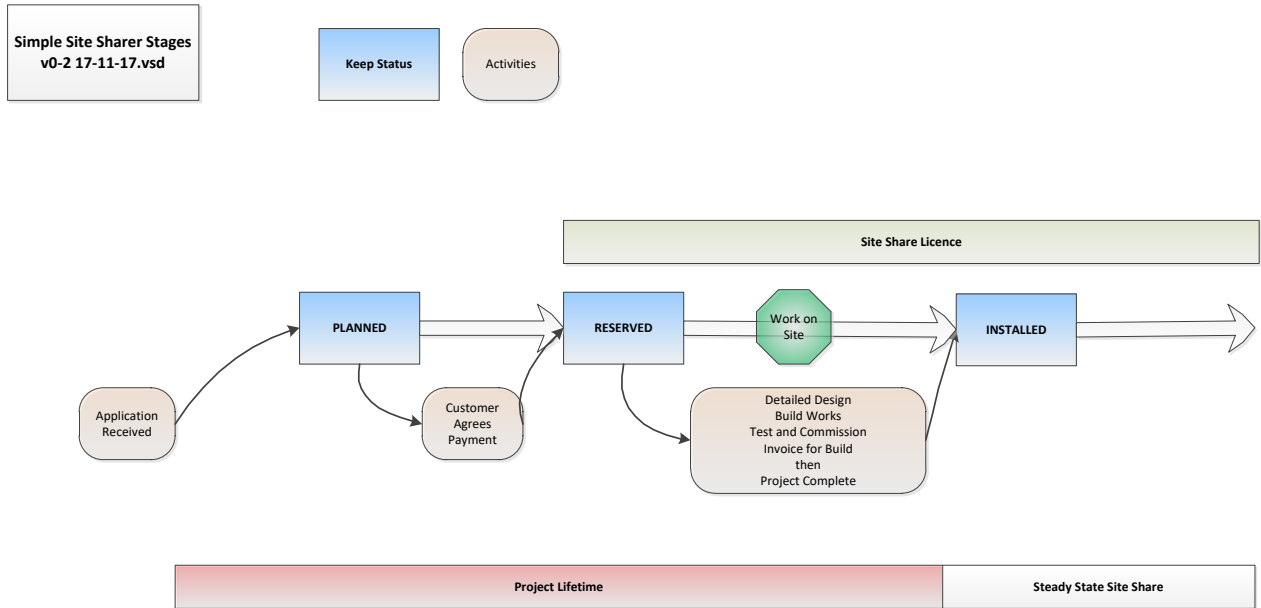 Simple Site Sharer Stages
v0-2 17-11-17.vsd
Keep Status
Activities
Site Share Licence
PLANNED
RESERVED
Work on
Site
INSTALLED
Application
Received
Customer
Agrees
Payment
Detailed Design
Build Works
Test and Commission
Invoice for Build
then
Project Complete
Project Lifetime
Steady State Site Share